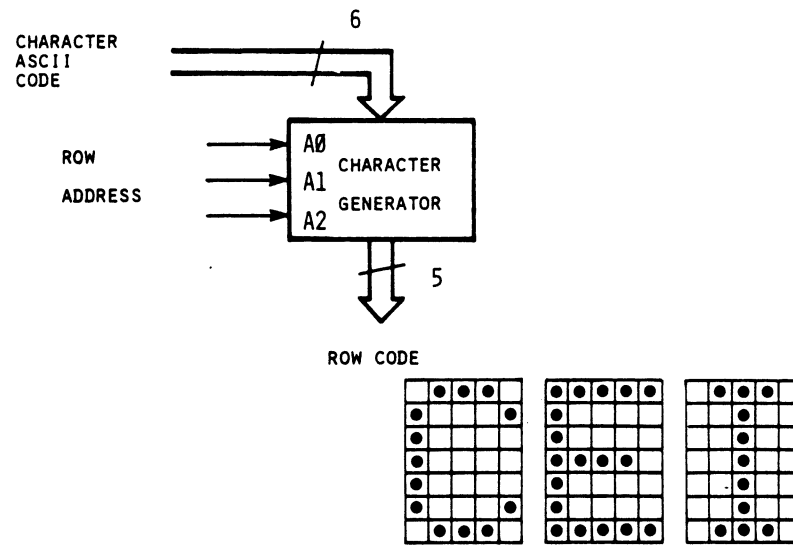 6
CHARACTER
ASCII
CODE
ROW
ADDRESS
AØ
A1
A2
CHARACTER
GENERATOR
5
ROW CODE